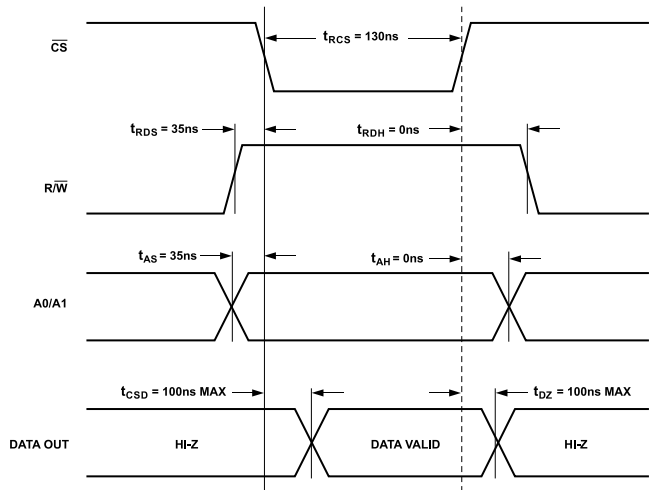 C̅S̅
tRCS = 130ns
tRDS = 35ns
tRDH = 0ns
R/W̅
tAS = 35ns
tAH = 0ns
A0/A1
tCSD = 100ns MAX
tDZ = 100ns MAX
DATA OUT
HI-Z
DATA VALID
HI-Z